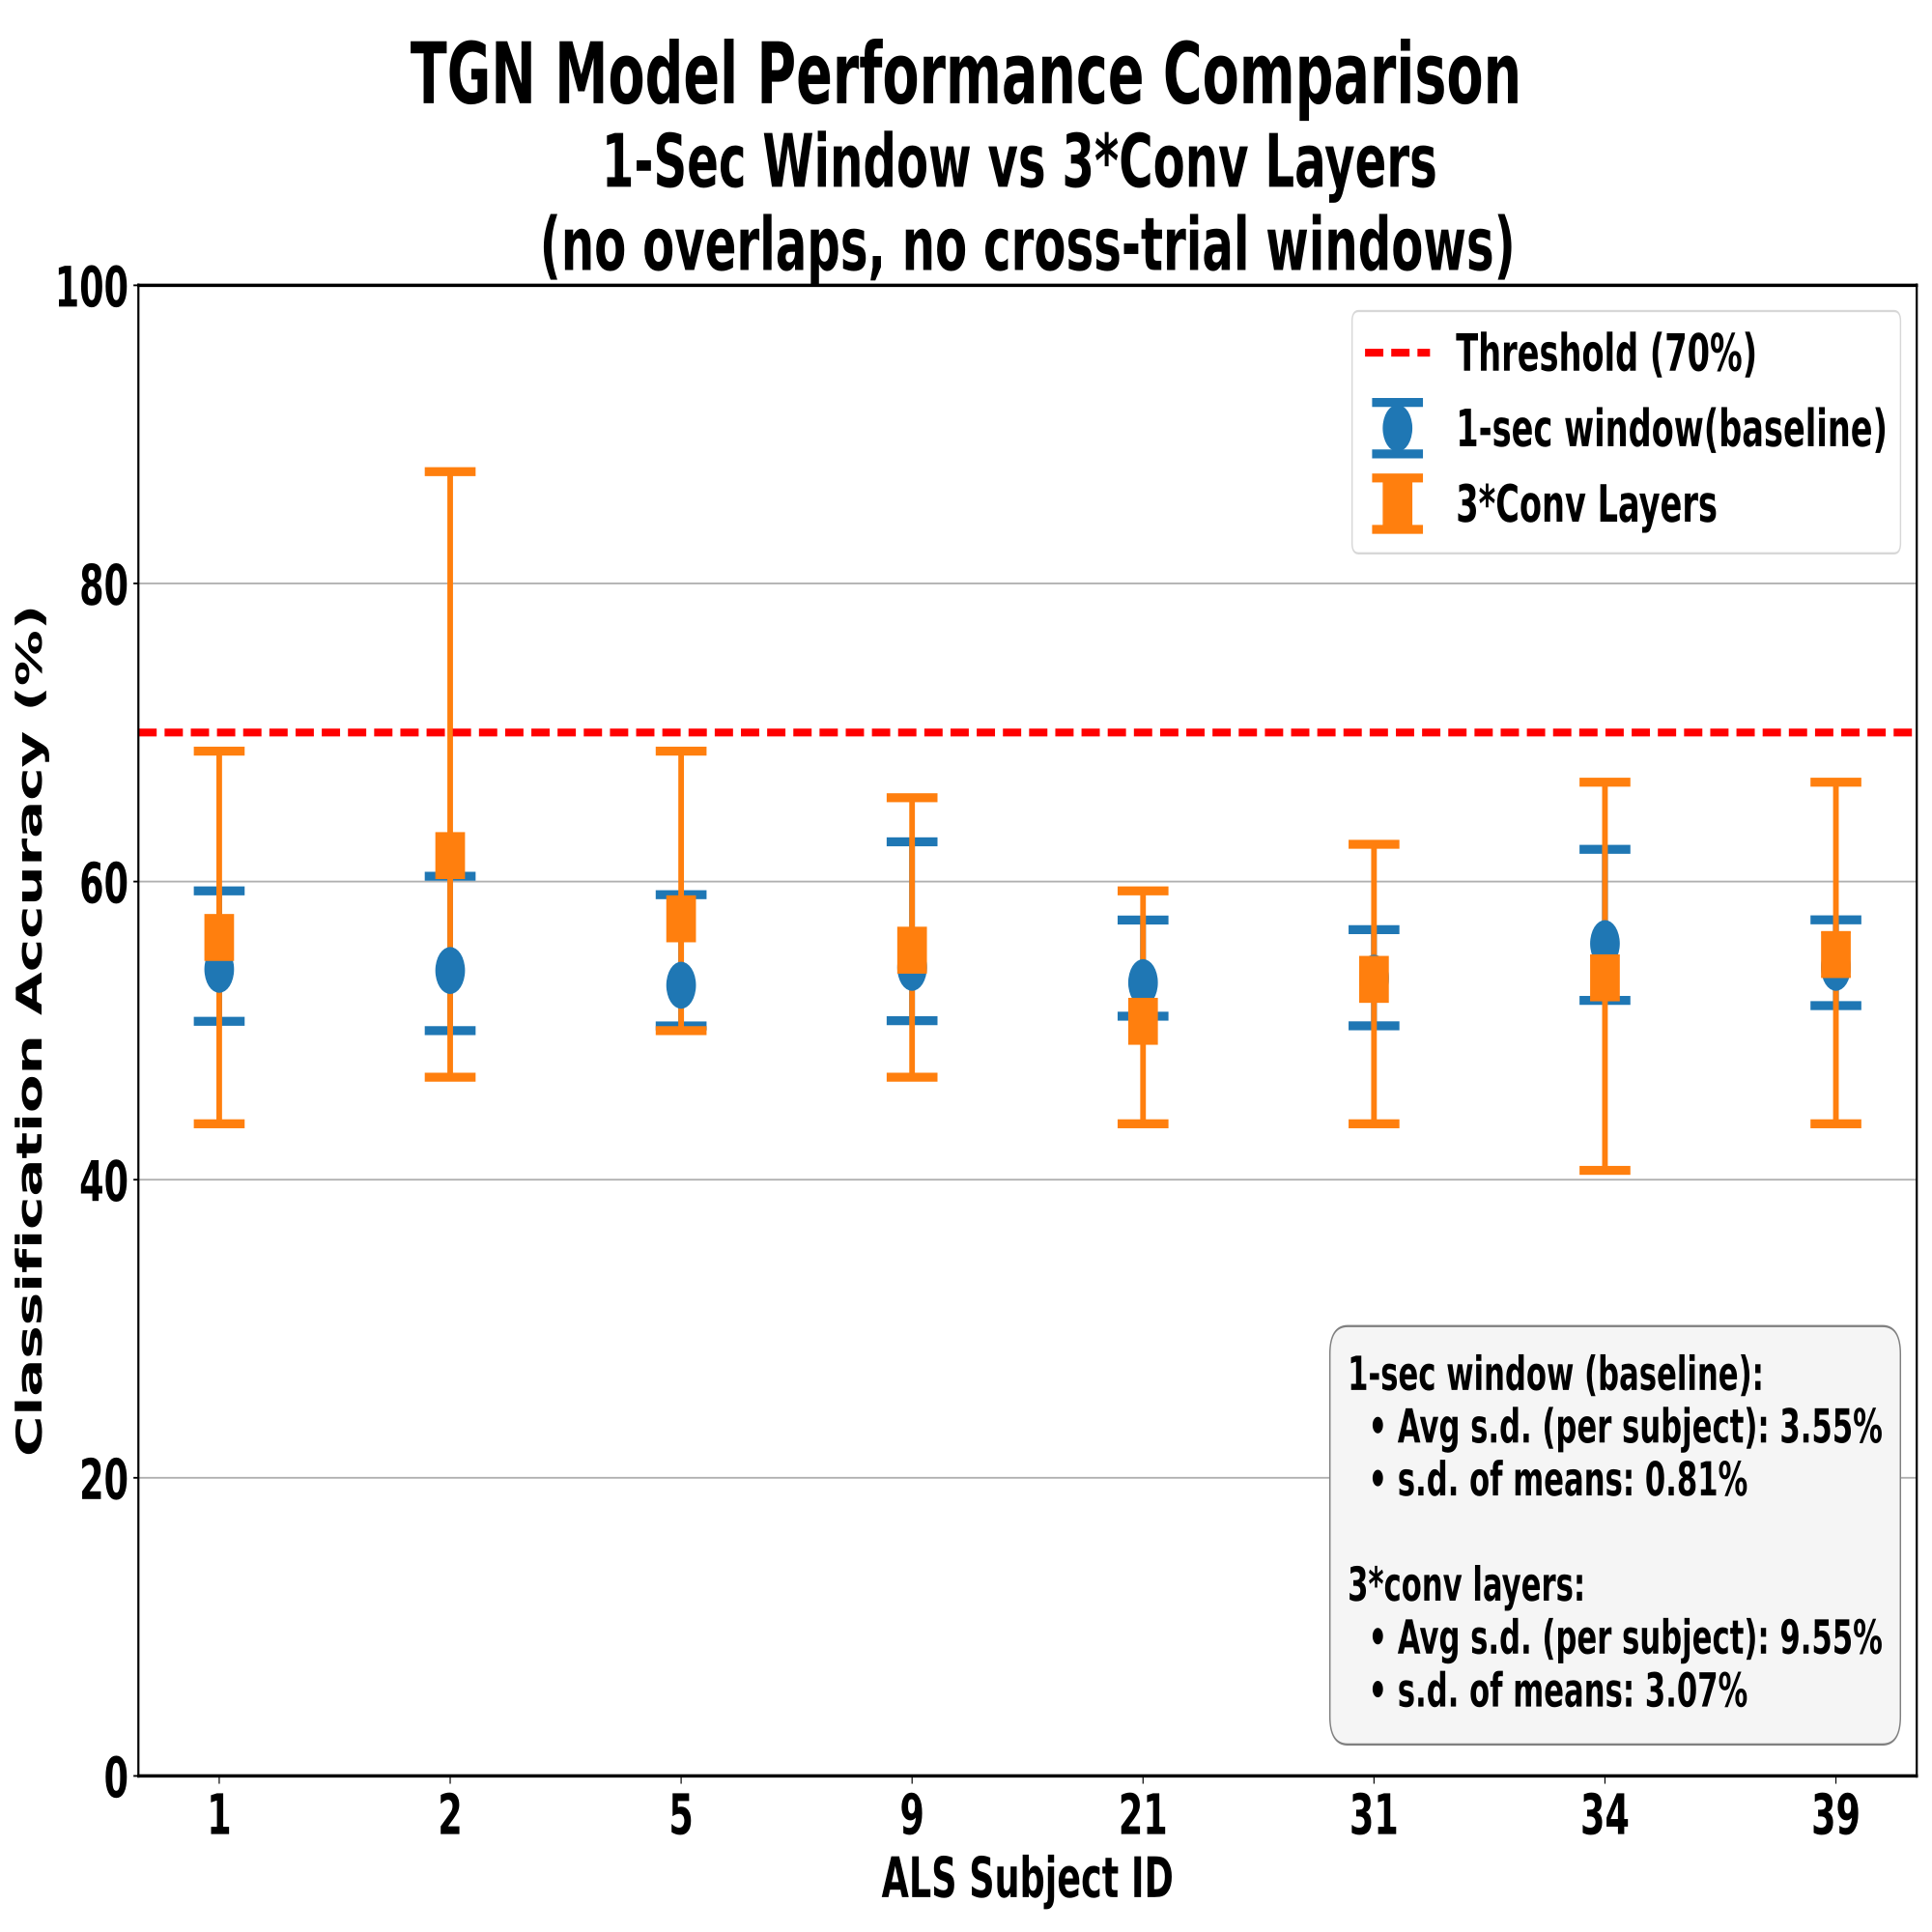 TGN Model Performance Comparison
1-Sec Window vs 3*Conv Layers
(no overlaps, no cross-trial windows)
Classification Accuracy (%)
100
80
60
40
20
0
Threshold (70%)
1-sec window(baseline)
3*Conv Layers
1-sec window (baseline):
• Avg s.d. (per subject): 3.55%
• s.d. of means: 0.81%
3*conv layers:
• Avg s.d. (per subject): 9.55%
• s.d. of means: 3.07%
1 2 5 9 21 31 34 39
ALS Subject ID